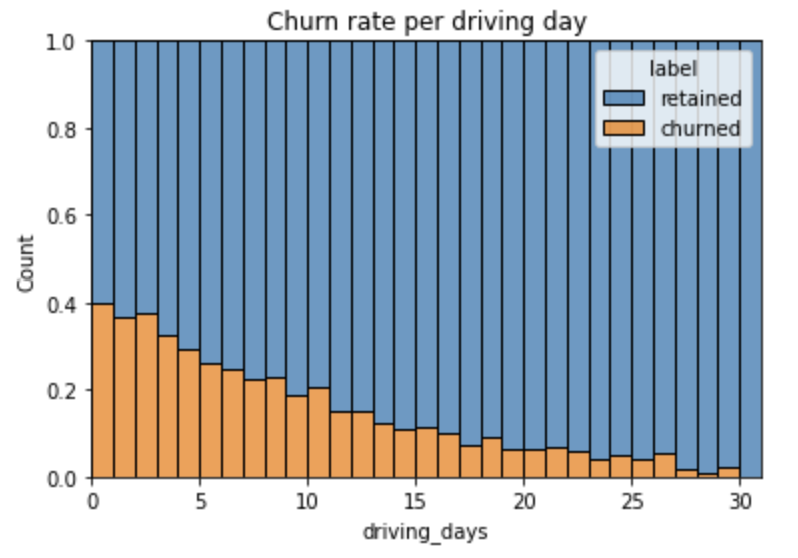 Churn rate per driving day
label
retained
churned
Count
1.0
0.8
0.6
0.4
0.2
0.0
0 5 10 15 20 25 30
driving_days